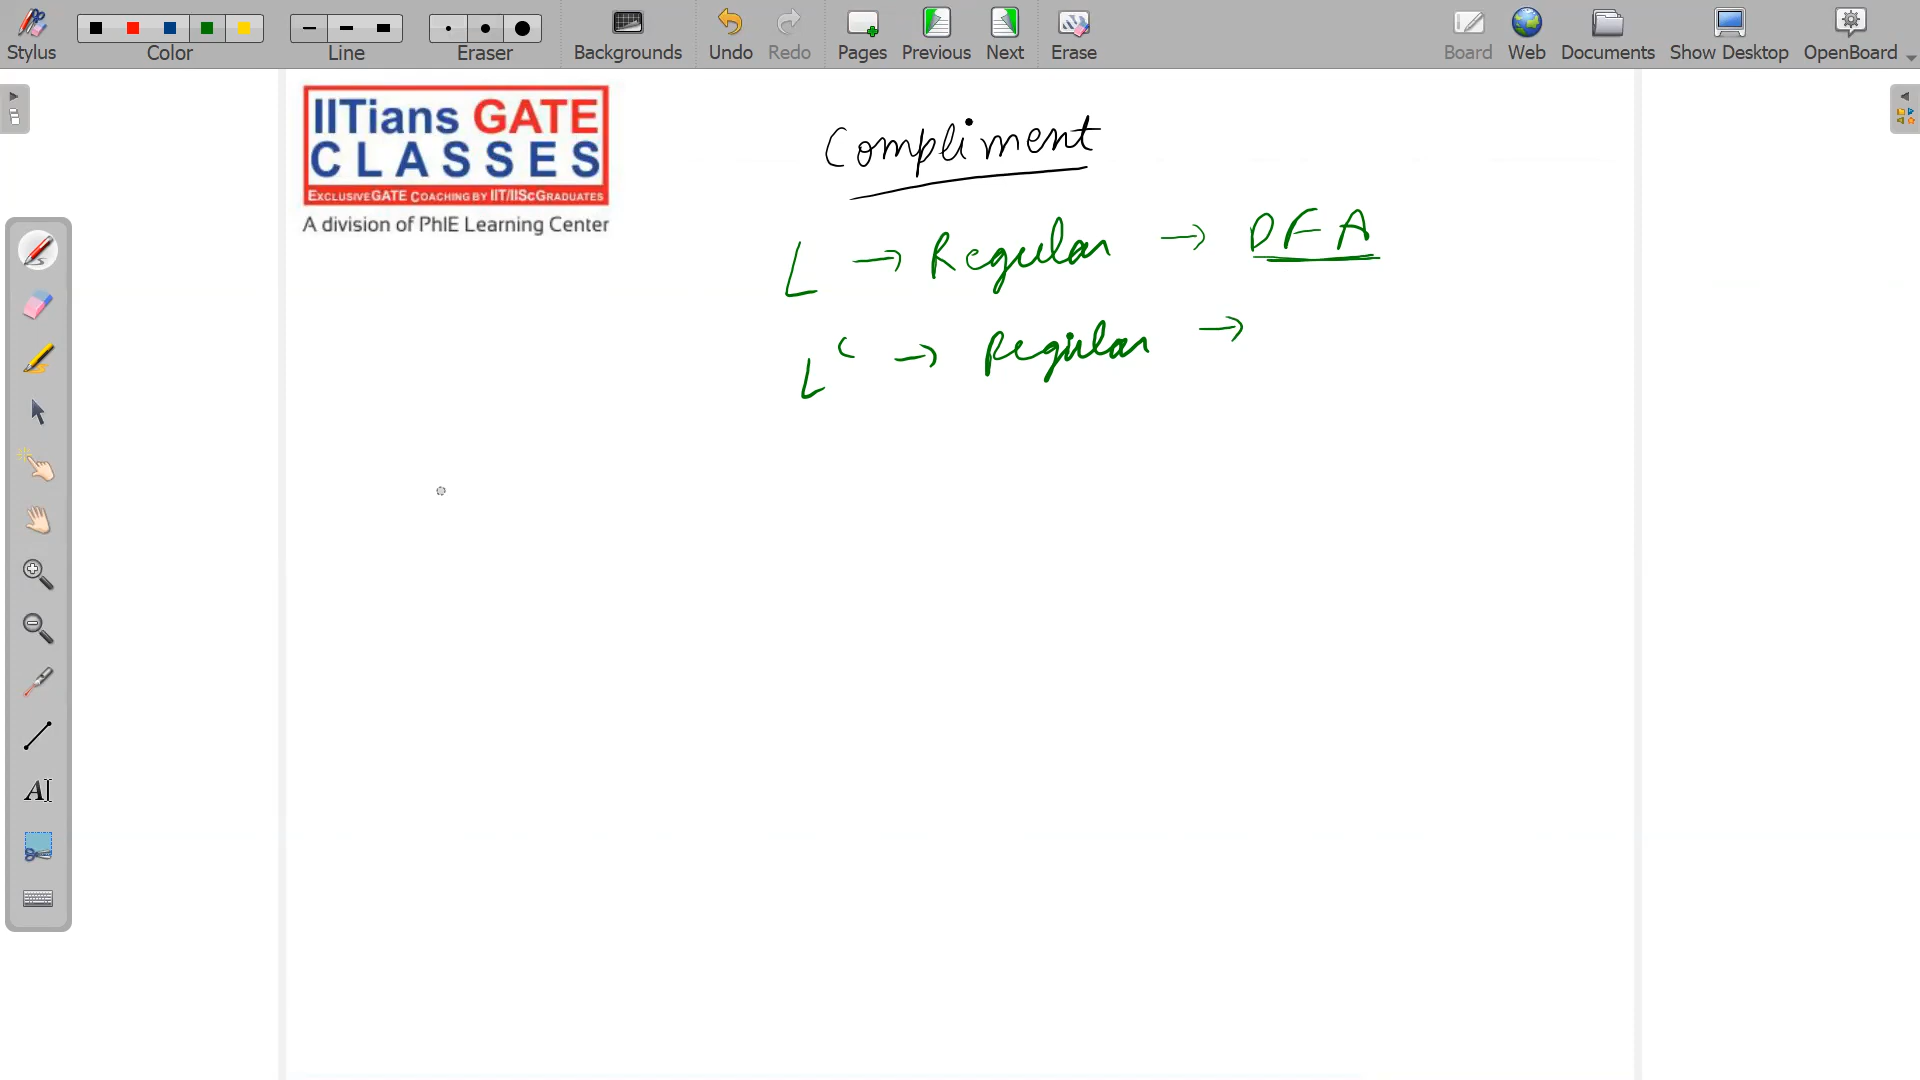 Stylus Color Line Eraser Backgrounds Undo Redo Pages Previous Next Erase Board Web Documents Show Desktop OpenBoard
IITians GATE
CLASSES
EXCLUSIVE GATE COACHING BY IIT/IISc GRADUATES
A division of PhIE Learning Center
Compliment
L → Regular → DFA
L^c → Regular →
AI